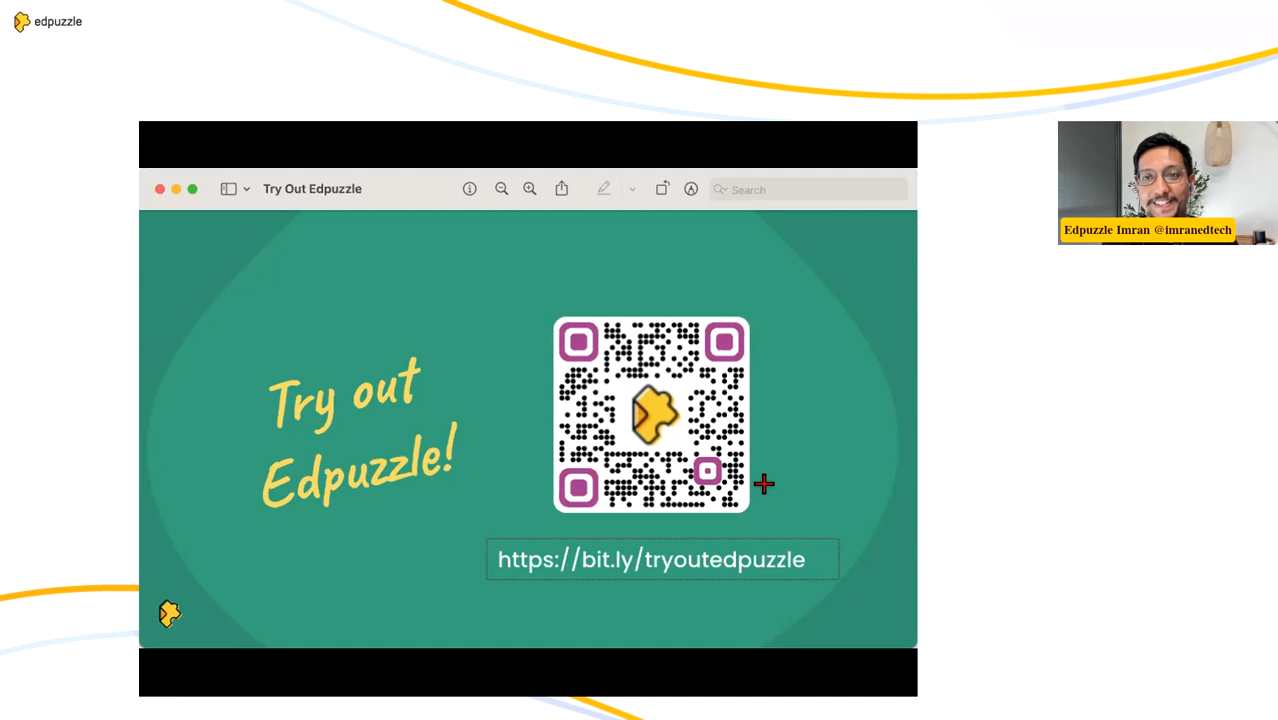 edpuzzle
Try Out Edpuzzle
Search
Edpuzzle Imran @imranedtech
Try out
Edpuzzle!
https://bit.ly/tryoutedpuzzle